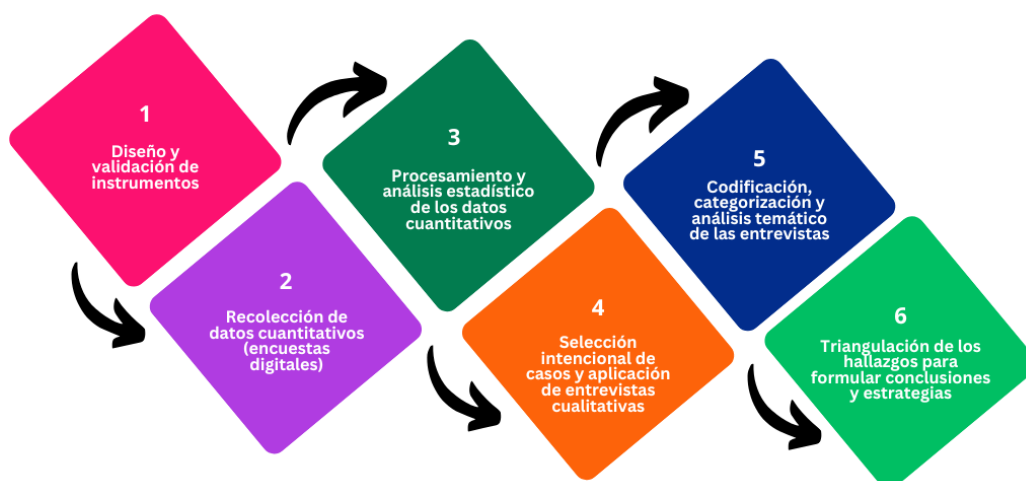 1
Diseño y
validación de
instrumentos
2
Recolección de
datos cuantitativos
(encuestas
digitales)
3
Procesamiento y
análisis estadístico
de los datos
cuantitativos
4
Selección
intencional de
casos y aplicación
de entrevistas
cualitativas
5
Codificación,
categorización y
análisis temático
de las entrevistas
6
Triangulación de los
hallazgos para
formular conclusiones
y estrategias